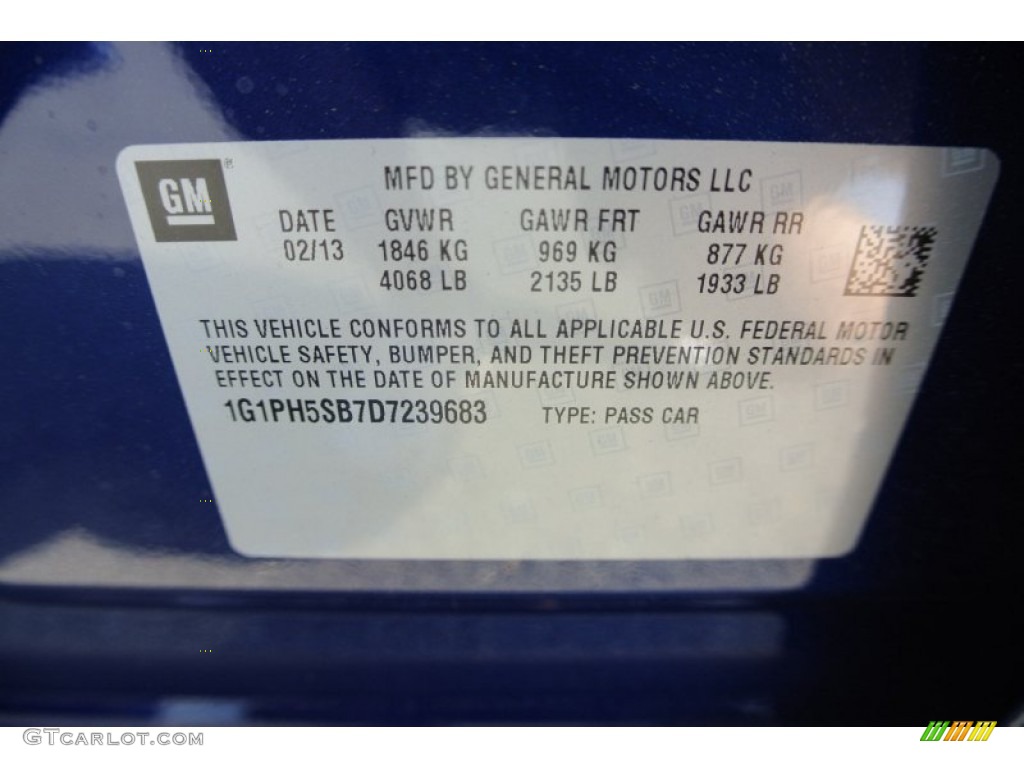 GM
MFD BY GENERAL MOTORS LLC
DATE GVWR GAWR FRT GAWR RR
02/13 1846 KG 969 KG 877 KG
4068 LB 2135 LB 1933 LB
THIS VEHICLE CONFORMS TO ALL APPLICABLE U.S. FEDERAL MOTOR
VEHICLE SAFETY, BUMPER, AND THEFT PREVENTION STANDARDS IN
EFFECT ON THE DATE OF MANUFACTURE SHOWN ABOVE.
1G1PH5SB7D7239683 TYPE: PASS CAR
GTCarlot.com